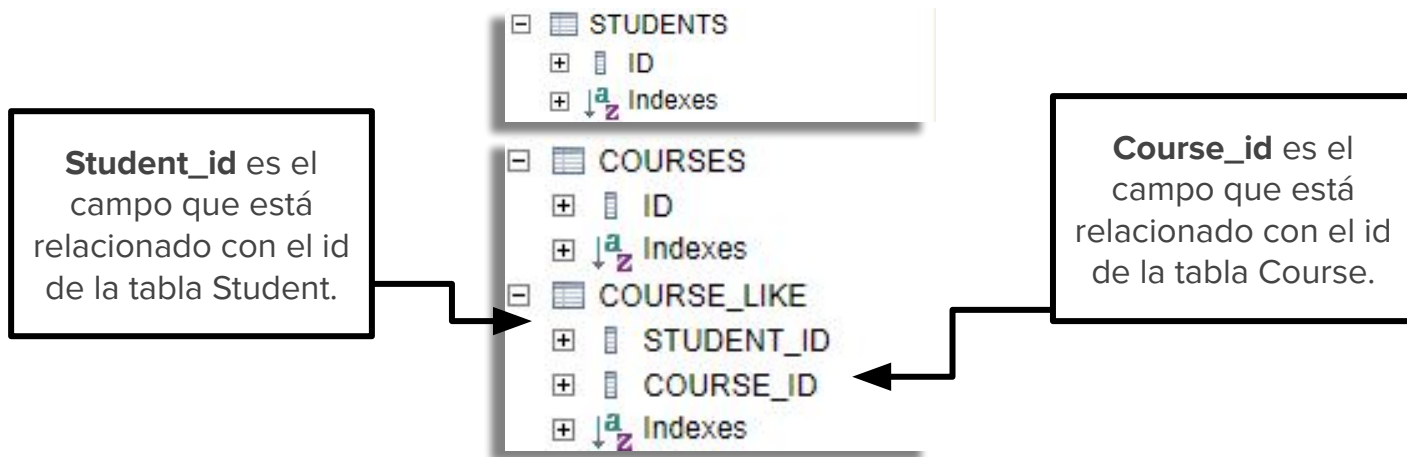 STUDENTS
ID
Indexes
Student_id es el
campo que está
relacionado con el id
de la tabla Student.
COURSES
ID
Indexes
COURSE_LIKE
STUDENT_ID
COURSE_ID
Indexes
Course_id es el
campo que está
relacionado con el id
de la tabla Course.